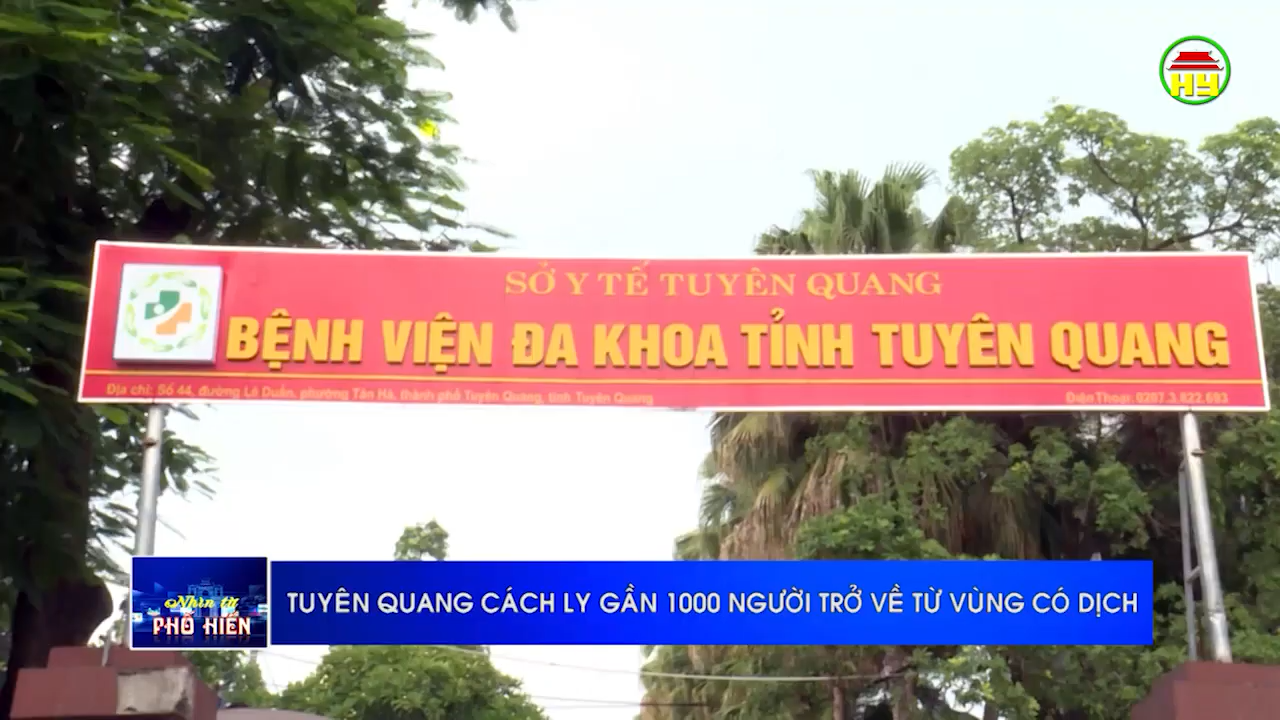 HY
SỞ Y TẾ TUYÊN QUANG
BỆNH VIỆN ĐA KHOA TỈNH TUYÊN QUANG
Địa chỉ: Số 44, đường Lê Duẩn, phường Tân Hà, thành phố Tuyên Quang, tỉnh Tuyên Quang
Điện Thoại: 0207.3.822.693
Nhìn từ
PHỐ HIẾN
TUYÊN QUANG CÁCH LY GẦN 1000 NGƯỜI TRỞ VỀ TỪ VÙNG CÓ DỊCH